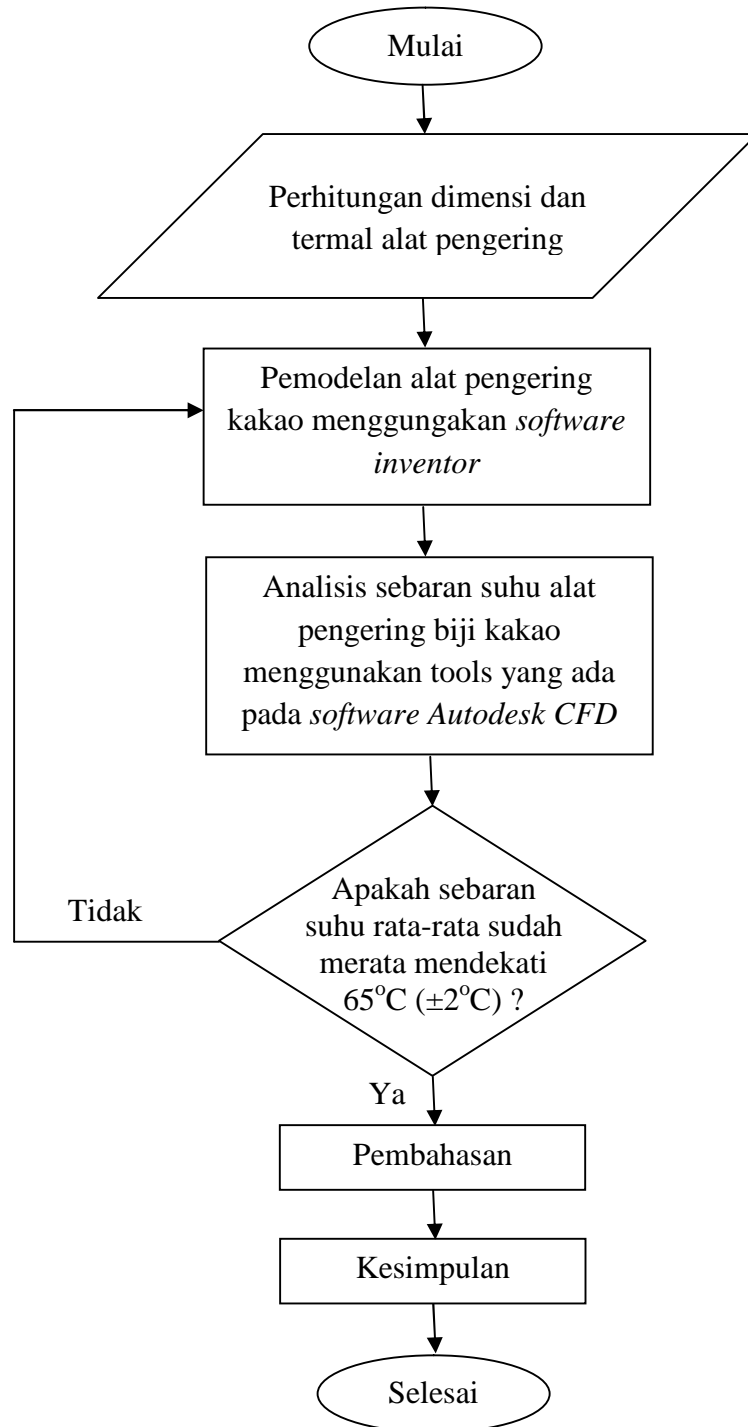 Mulai
Perhitungan dimensi dan
termal alat pengering
Pemodelan alat pengering
kakao menggungakan software
inventor
Analisis sebaran suhu alat
pengering biji kakao
menggunakan tools yang ada
pada software Autodesk CFD
Tidak
Apakah sebaran
suhu rata-rata sudah
merata mendekati
65°C (±2°C) ?
Ya
Pembahasan
Kesimpulan
Selesai